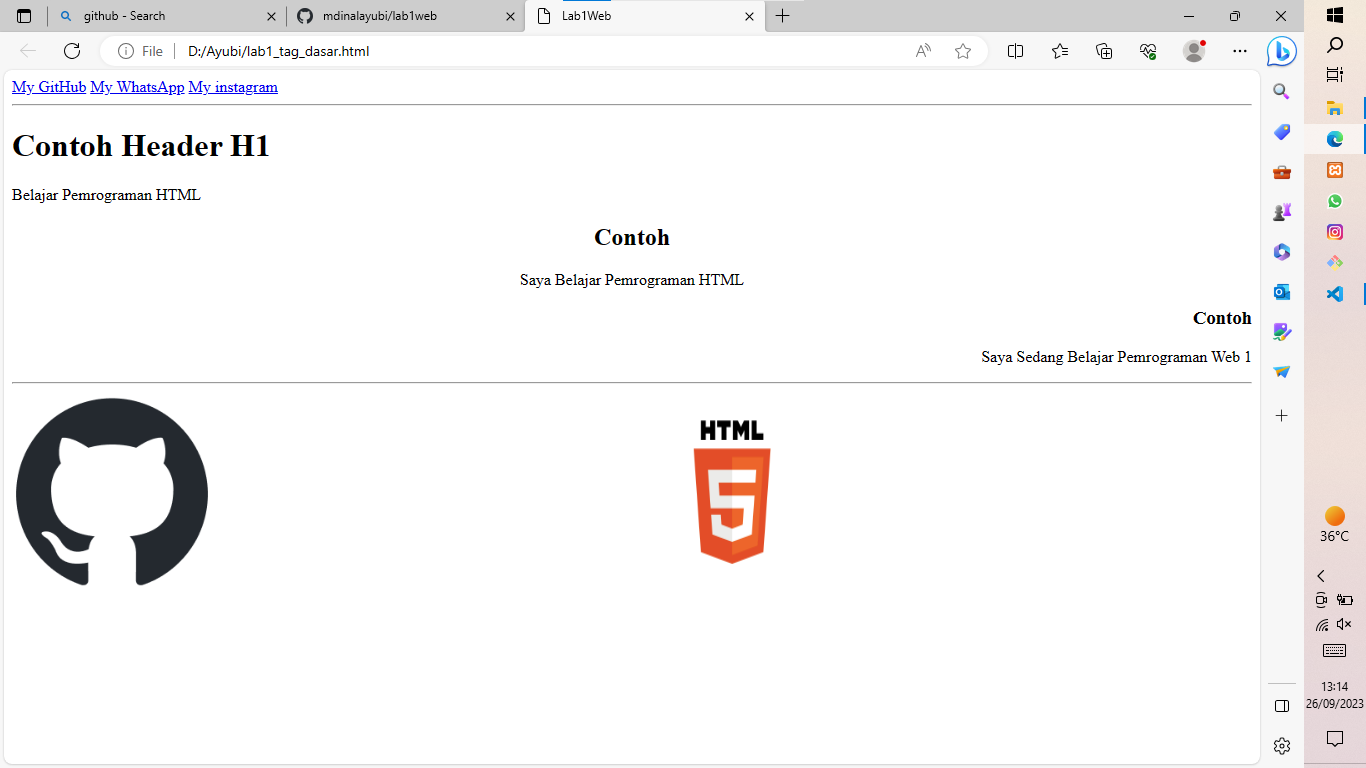 github - Search
mdinalayubi/lab1web
Lab1Web
File
D:/Ayubi/lab1_tag_dasar.html
My GitHub My WhatsApp My instagram
Contoh Header H1
Belajar Pemrograman HTML
Contoh
Saya Belajar Pemrograman HTML
Contoh
Saya Sedang Belajar Pemrograman Web 1
HTML
5
36°C
13:14
26/09/2023